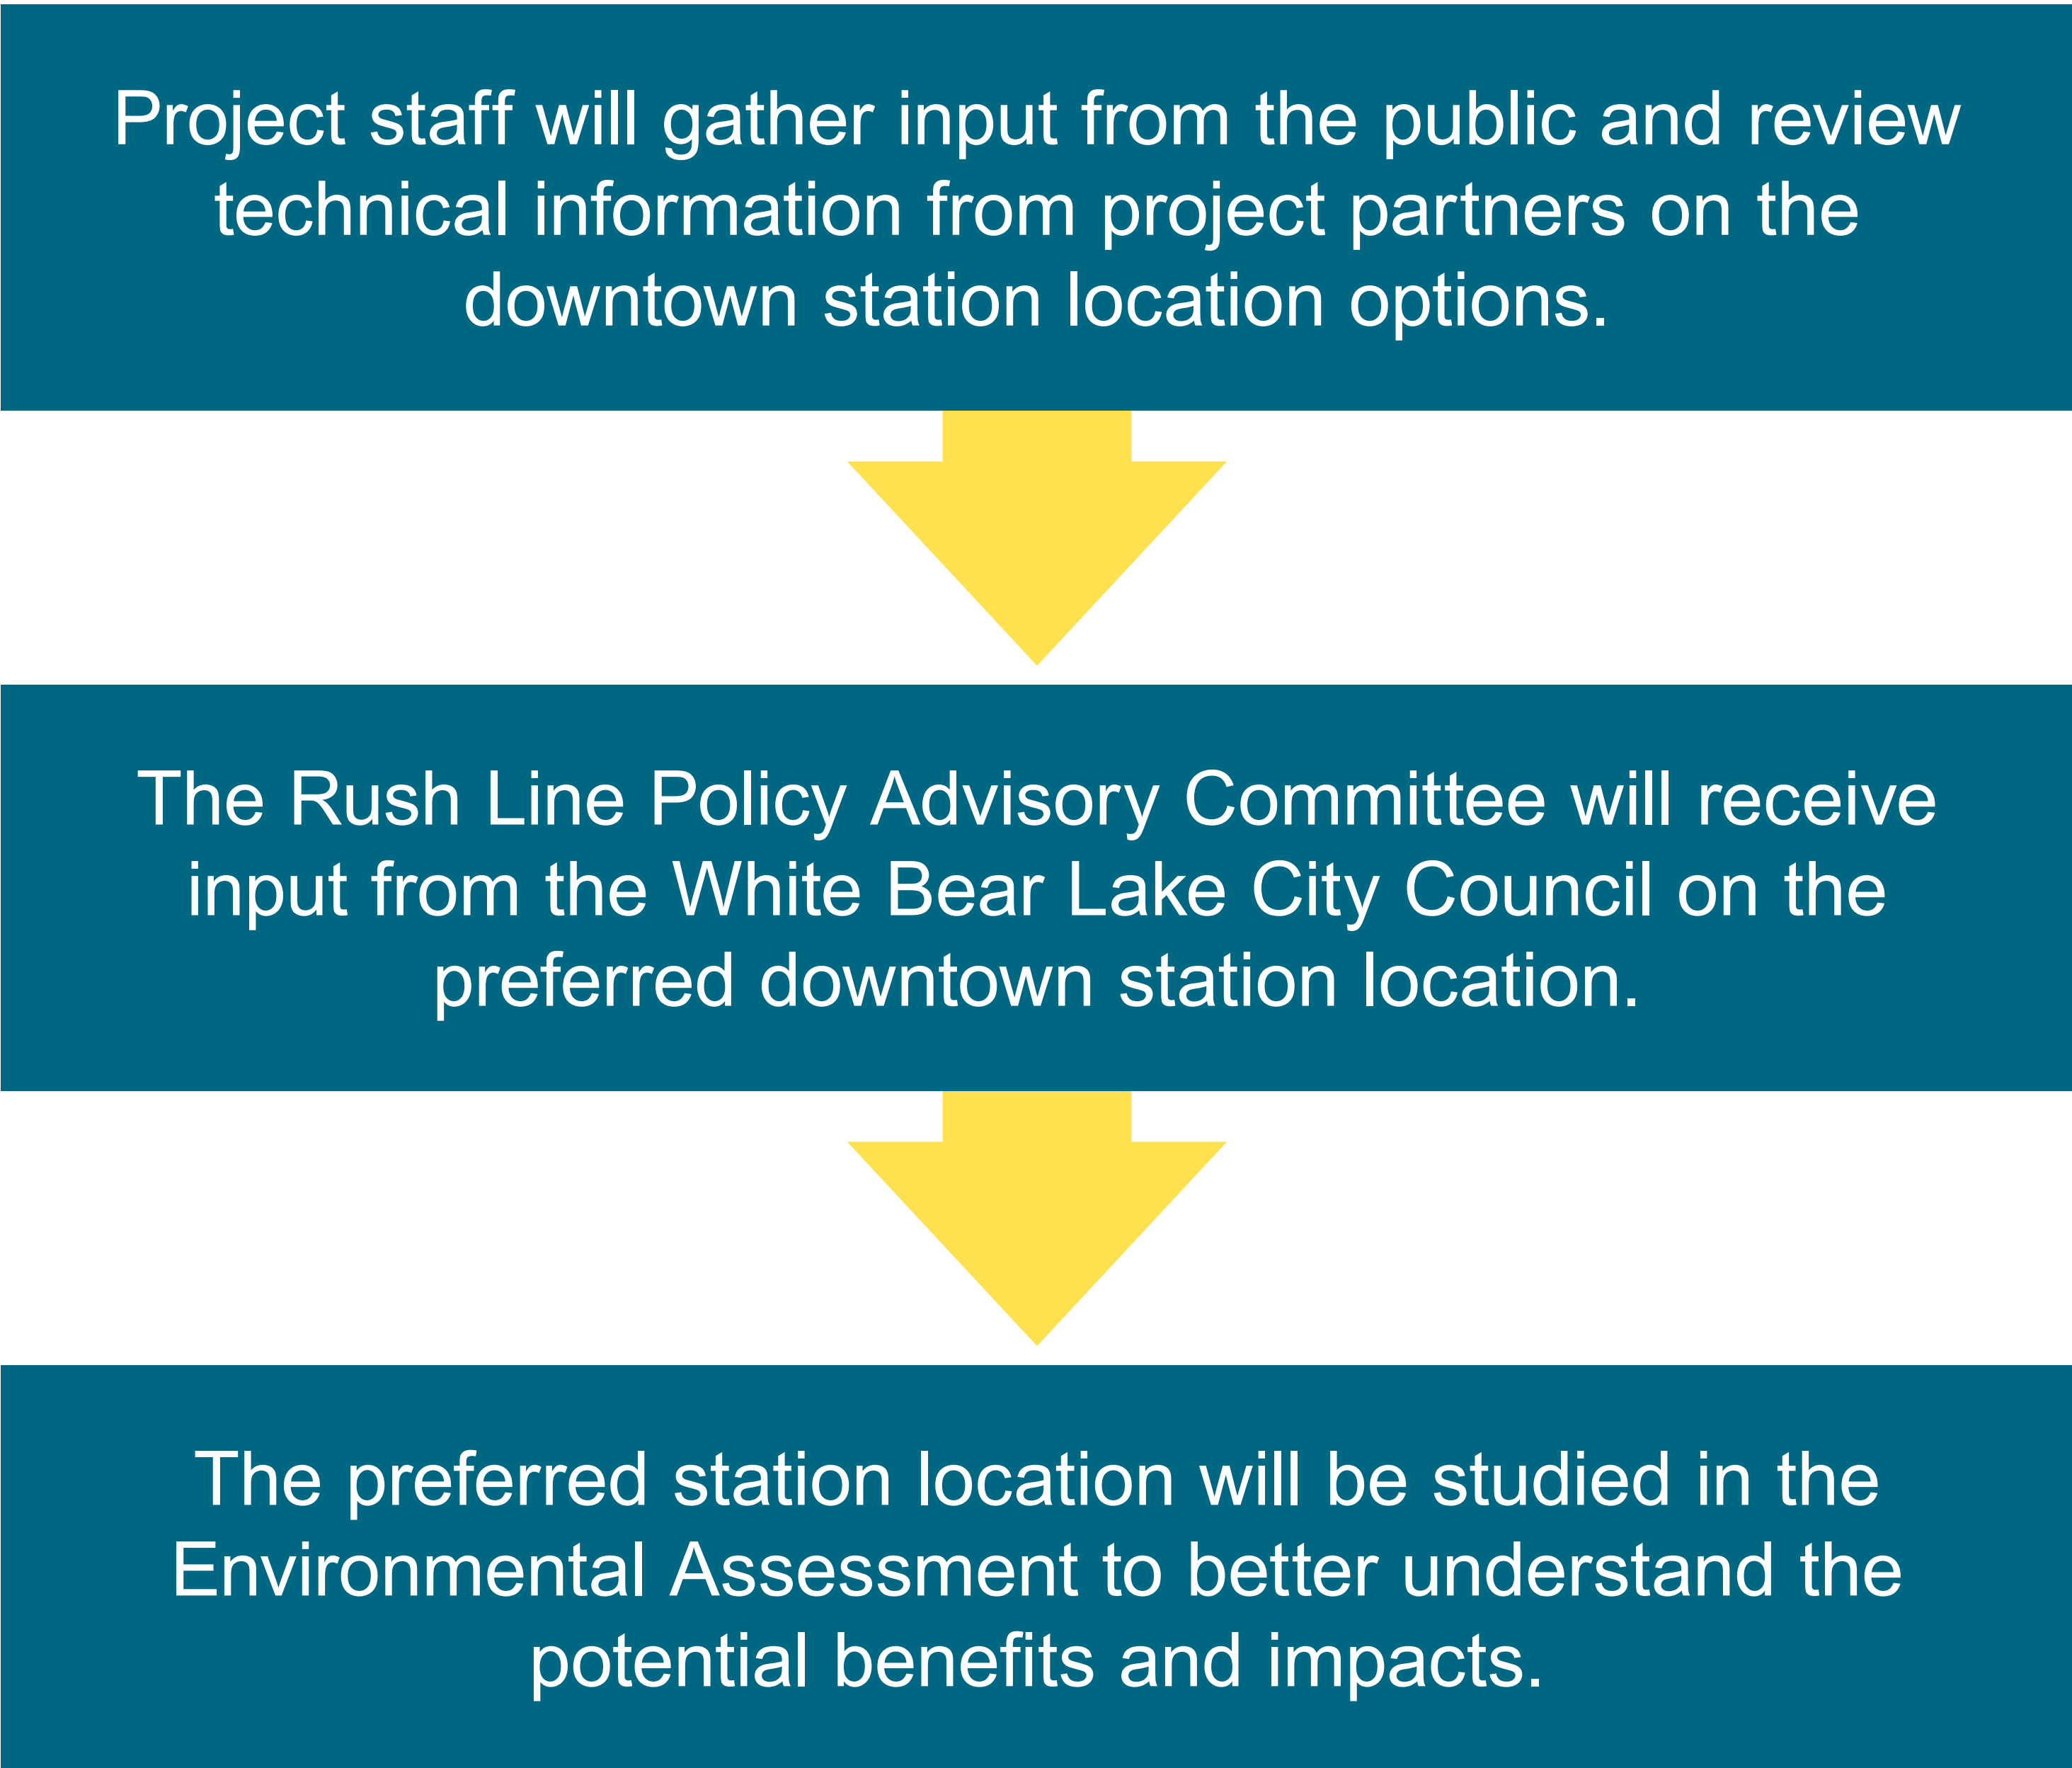 Project staff will gather input from the public and review
technical information from project partners on the
downtown station location options.
The Rush Line Policy Advisory Committee will receive
input from the White Bear Lake City Council on the
preferred downtown station location.
The preferred station location will be studied in the
Environmental Assessment to better understand the
potential benefits and impacts.